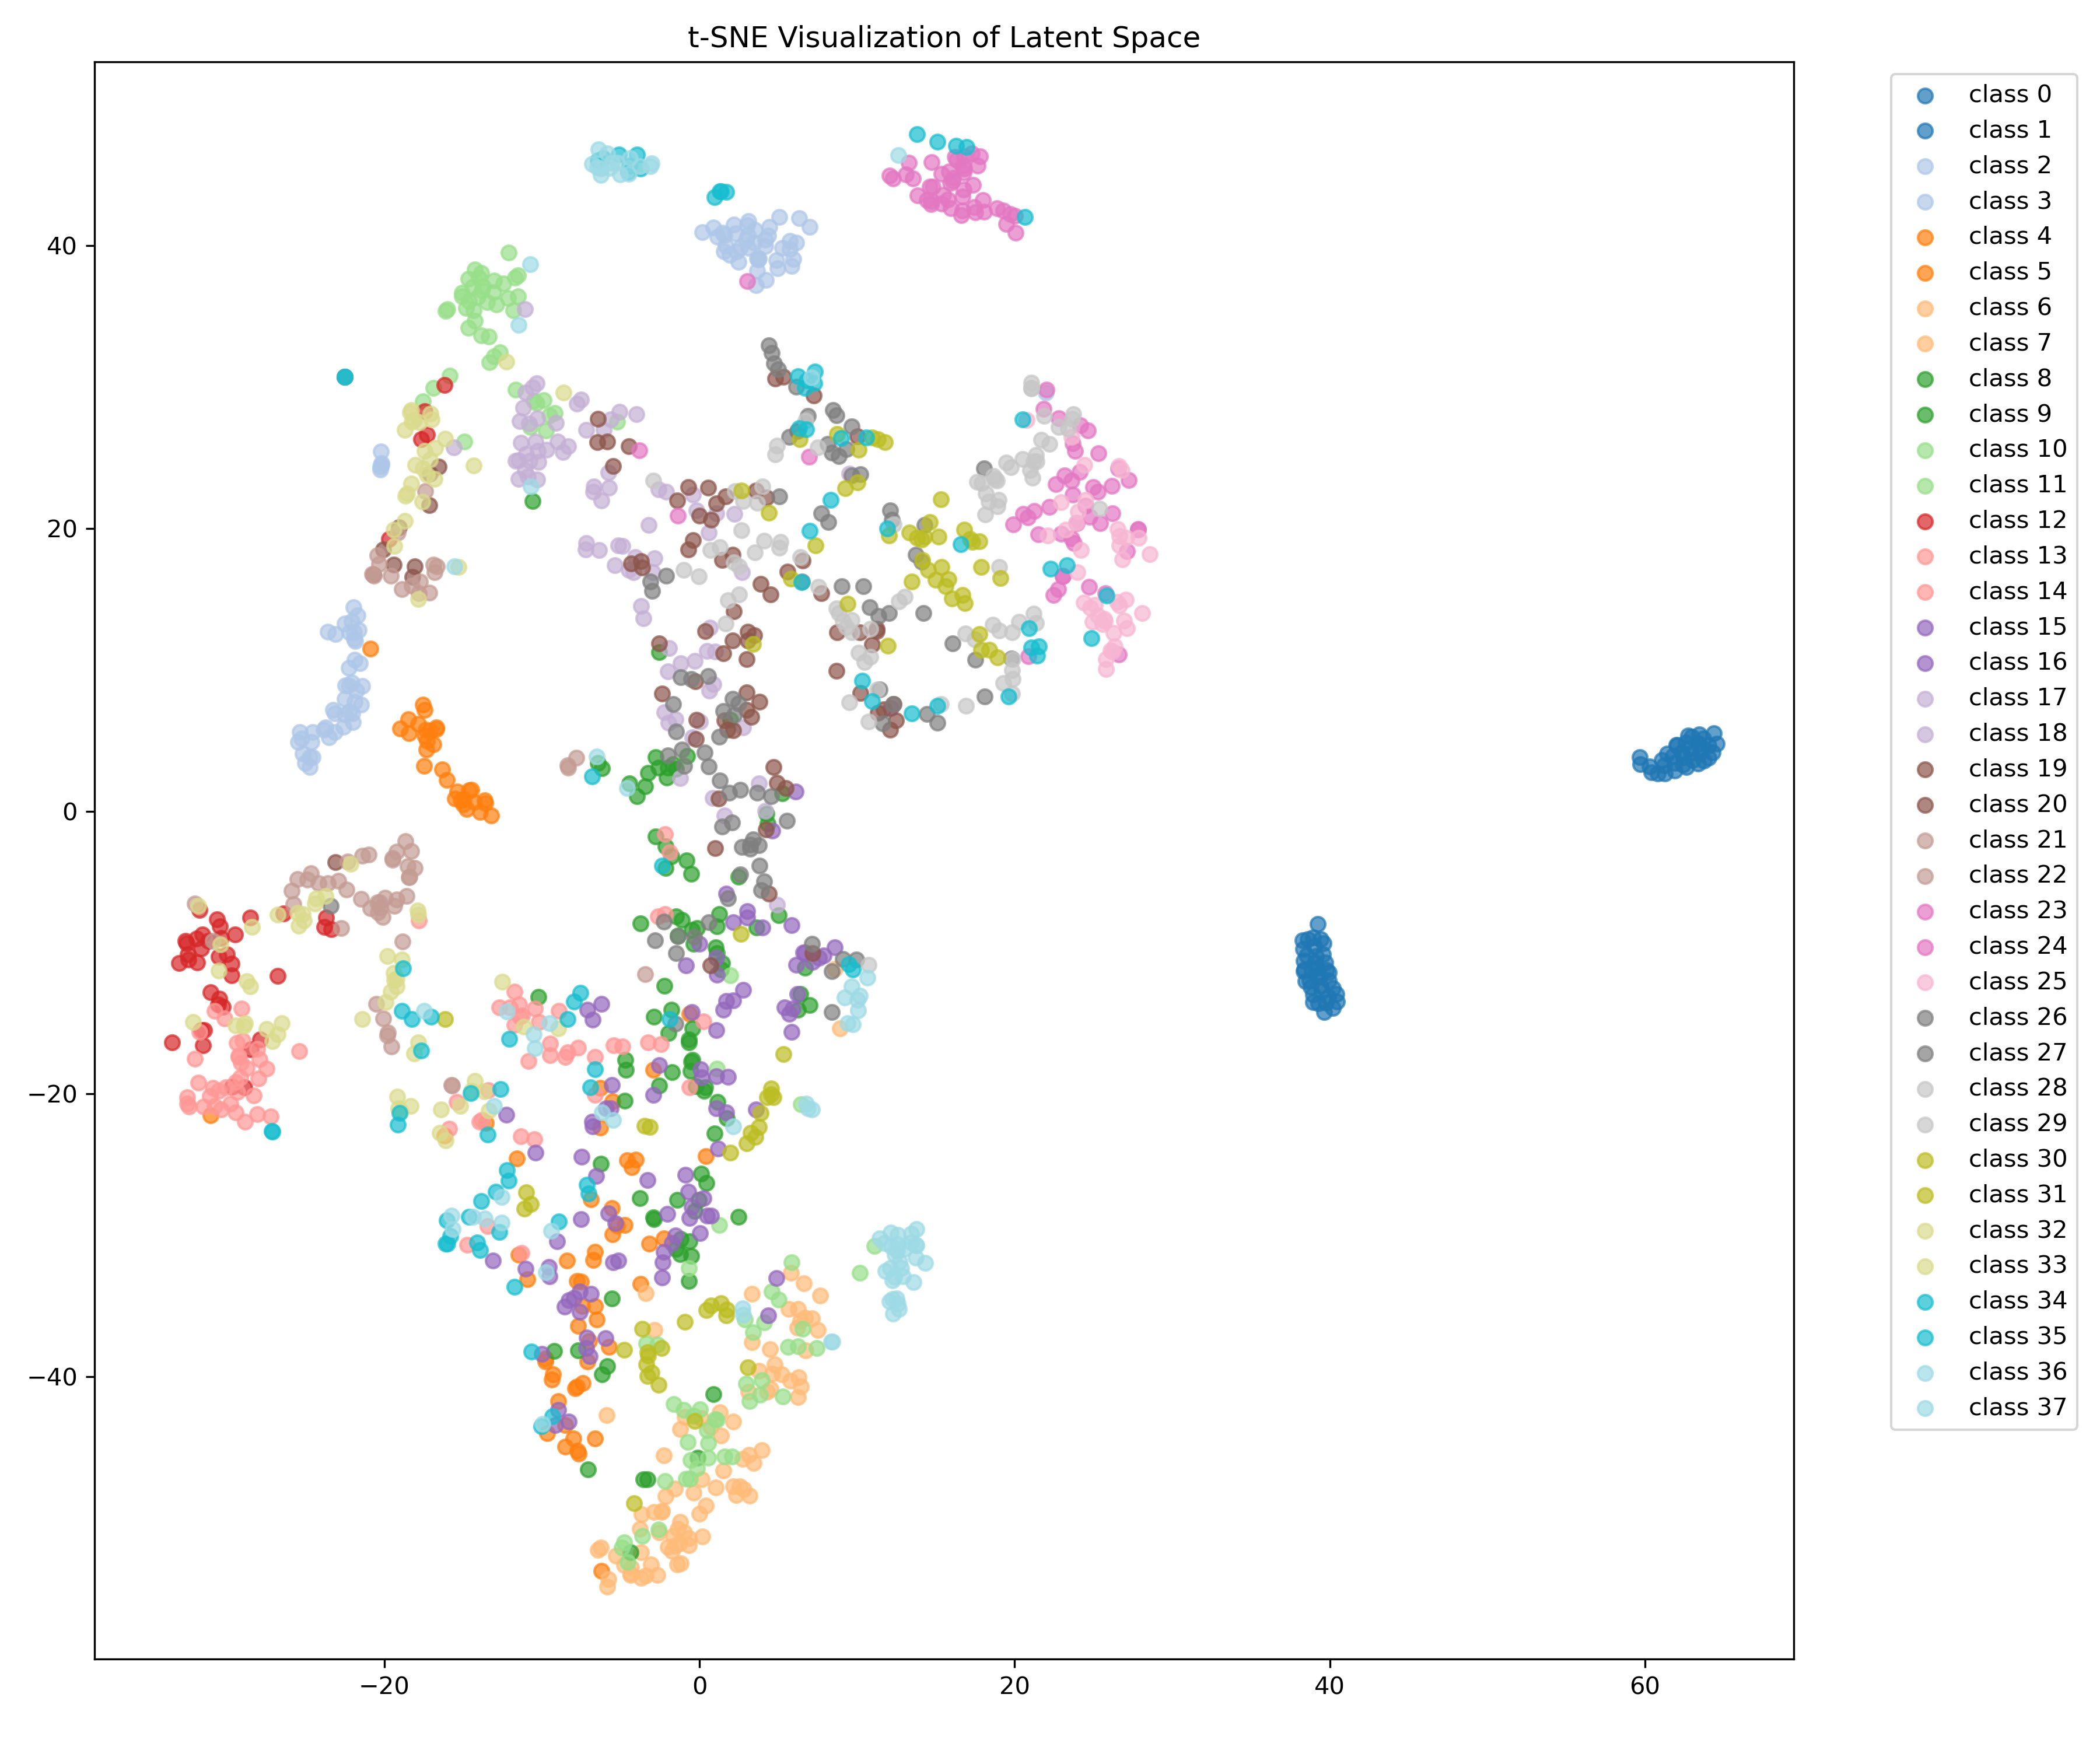 t-SNE Visualization of Latent Space
40
20
0
−20
−40
−20
0
20
40
60
class 0
class 1
class 2
class 3
class 4
class 5
class 6
class 7
class 8
class 9
class 10
class 11
class 12
class 13
class 14
class 15
class 16
class 17
class 18
class 19
class 20
class 21
class 22
class 23
class 24
class 25
class 26
class 27
class 28
class 29
class 30
class 31
class 32
class 33
class 34
class 35
class 36
class 37